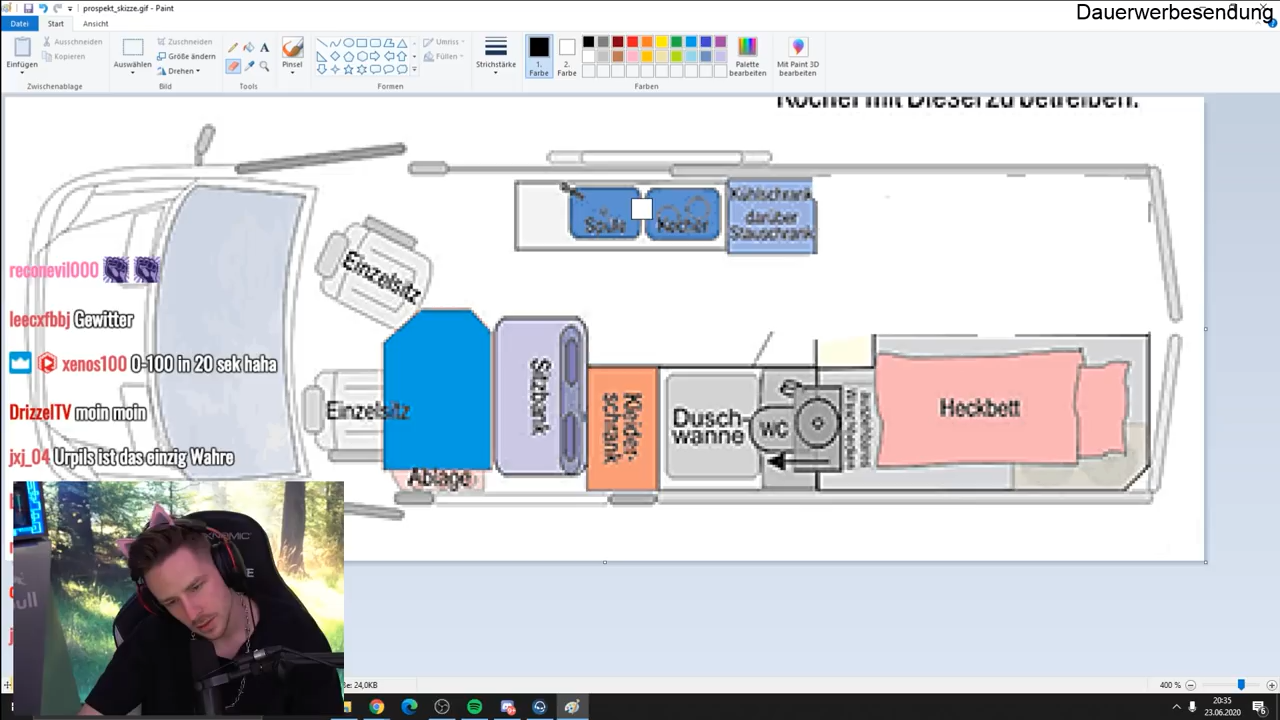 Dauerwerbesendung
prospekt_skizze.gif - Paint
Datei Start Ansicht
Einfügen
Ausschneiden
Kopieren
Zwischenablage
Auswählen
Zuschneiden
Größe ändern
Drehen
Bild
Tools
Pinsel
Formen
Umriss
Füllen
Strichstärke
1.
Farbe
2.
Farbe
Palette
bearbeiten
Farben
Mit Paint 3D
bearbeiten
Kocher mit Diesel zu betreiben.
Spüle
Kocher
Kühlschrank
darüber
Stauschrank
Einzelsitz
Einzelsitz
Ablage
Sitzbank
Kleider-
schrank
Dusch-
wanne
WC
Heckbett
reconevil000
leecxfbbj Gewitter
xenos100 0-100 in 20 sek haha
DrizzelTV moin moin
jxj_04 Urpils ist das einzig Wahre
24,0KB
400 %
20:35
23.06.2020